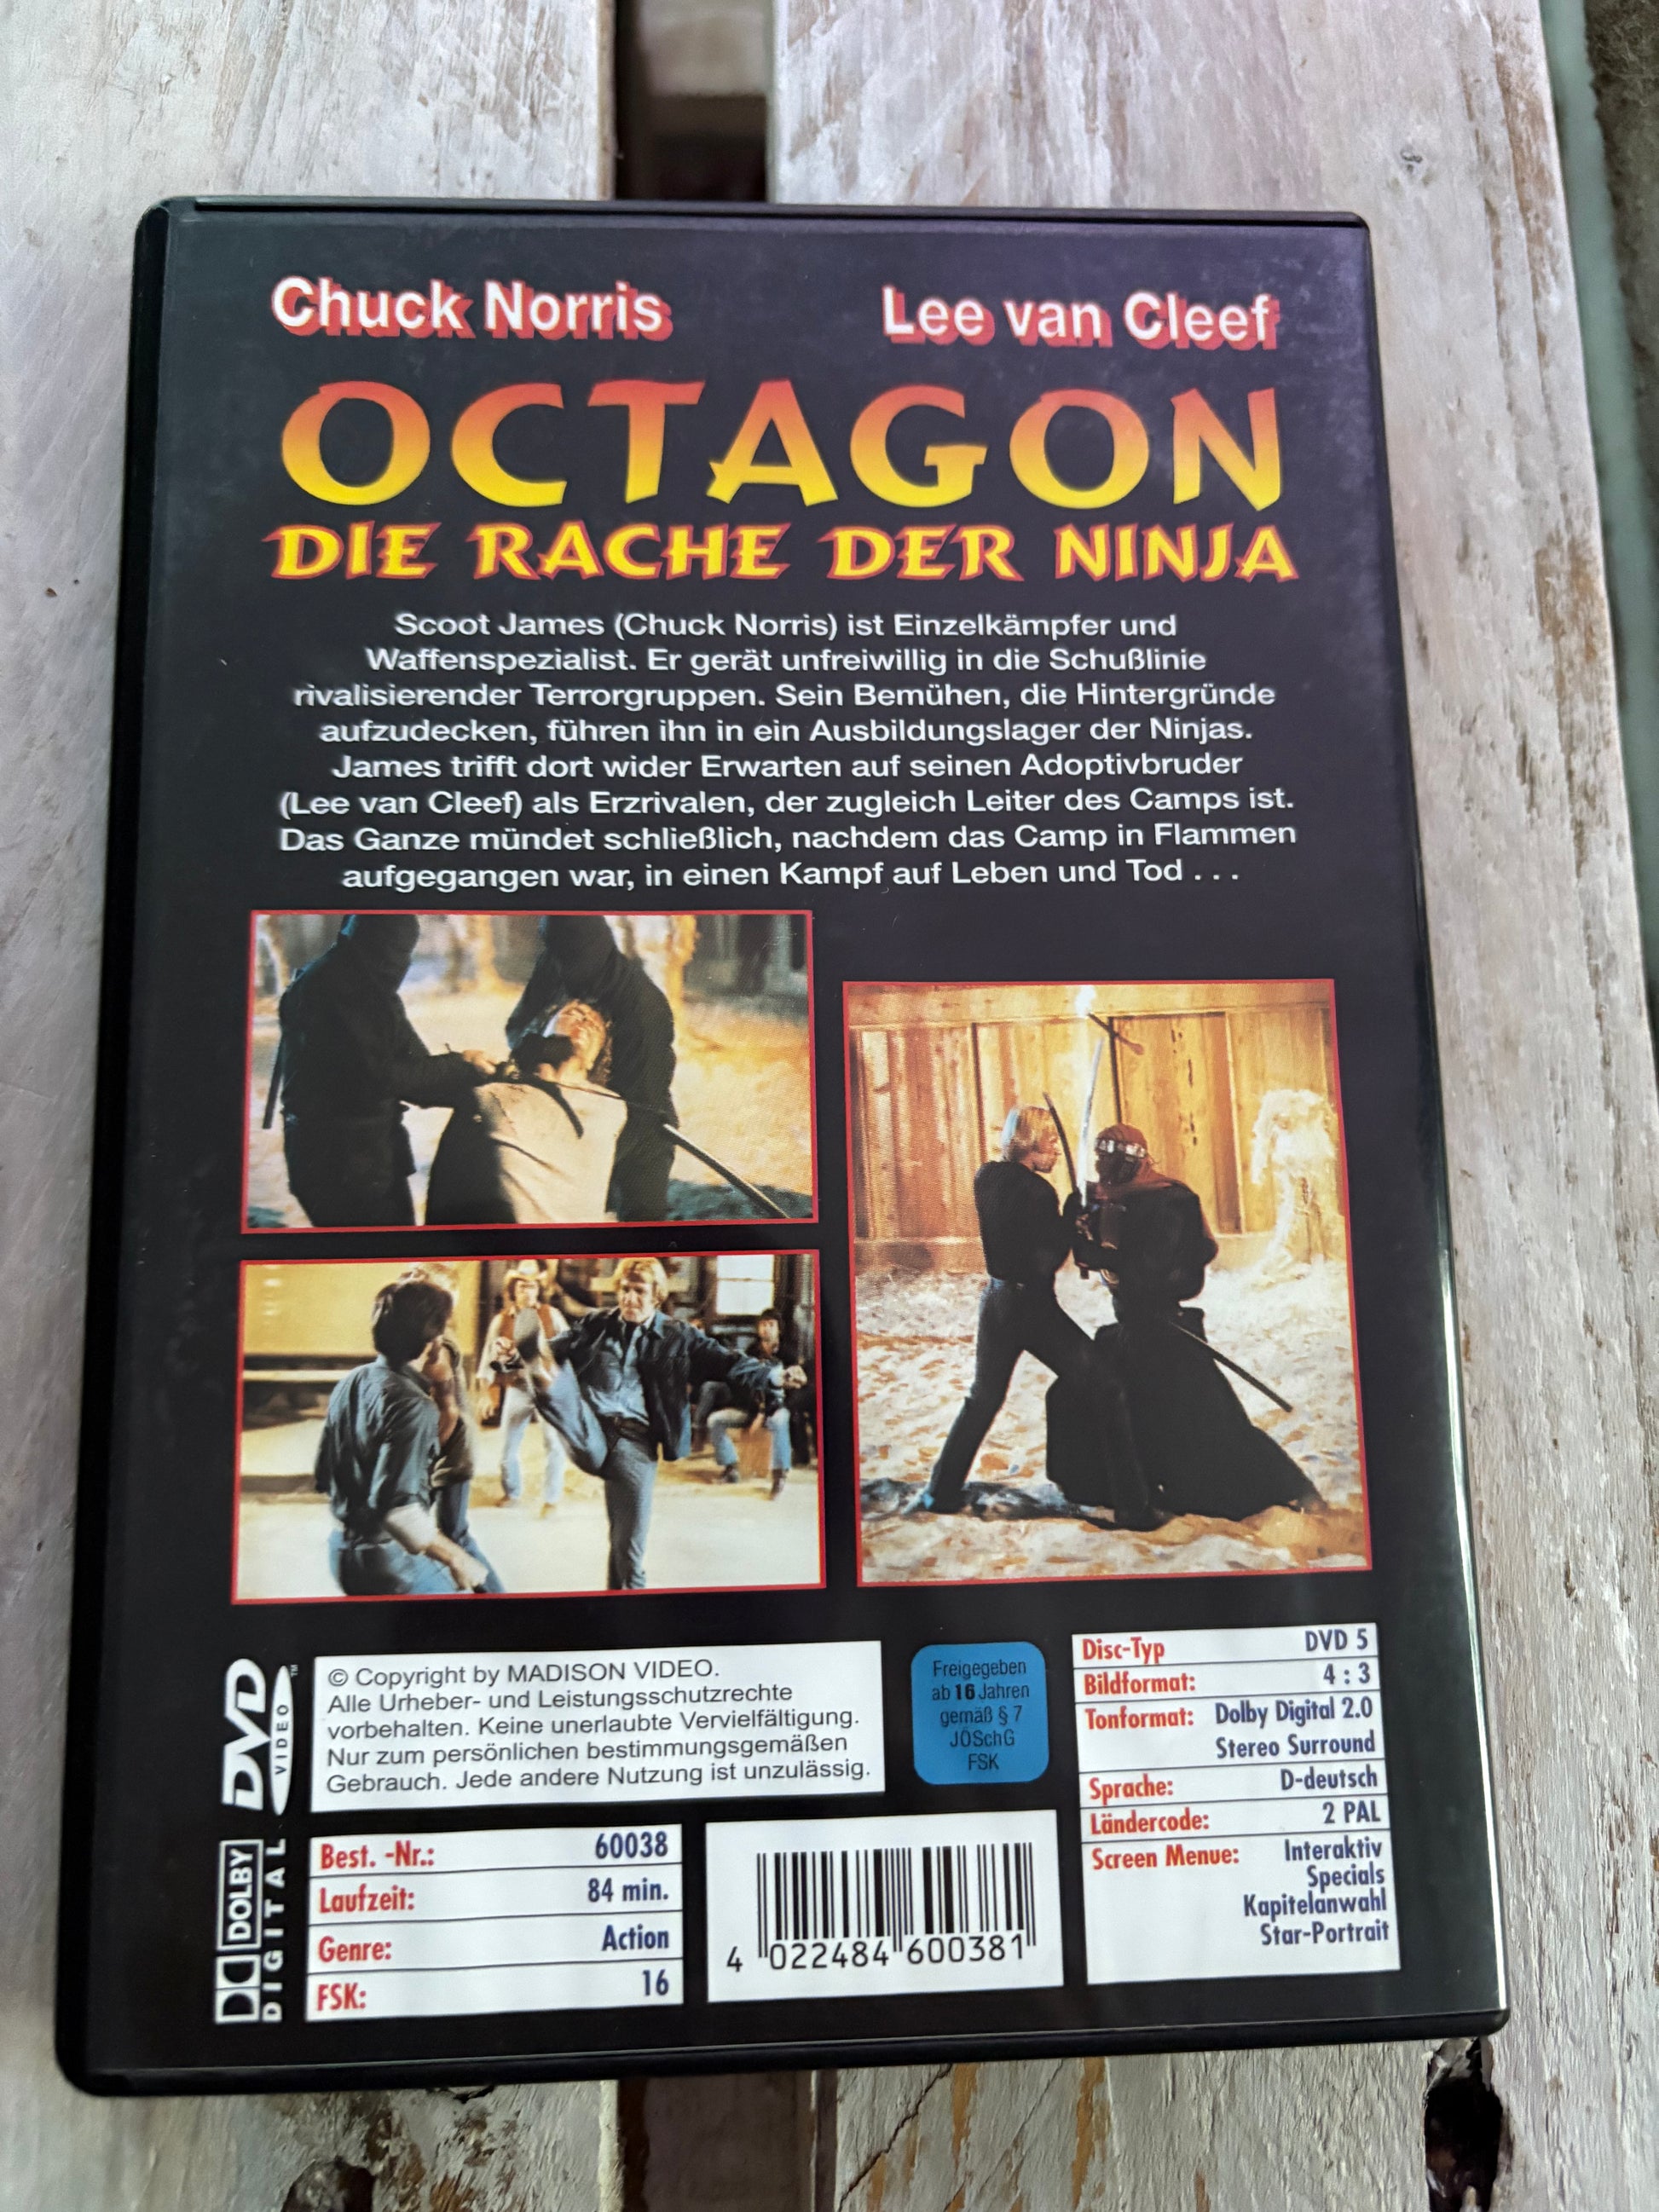 Chuck Norris
Lee van Cleef
OCTAGON
DIE RACHE DER NINJA
Scoot James (Chuck Norris) ist Einzelkämpfer und
Waffenspezialist. Er gerät unfreiwillig in die Schußlinie
rivalisierender Terrorgruppen. Sein Bemühen, die Hintergründe
aufzudecken, führen ihn in ein Ausbildungslager der Ninjas.
James trifft dort wider Erwarten auf seinen Adoptivbruder
(Lee van Cleef) als Erzrivalen, der zugleich Leiter des Camps ist.
Das Ganze mündet schließlich, nachdem das Camp in Flammen
aufgegangen war, in einen Kampf auf Leben und Tod . . .
DVD
VIDEO
TM
© Copyright by MADISON VIDEO.
Alle Urheber- und Leistungsschutzrechte
vorbehalten. Keine unerlaubte Vervielfältigung.
Nur zum persönlichen bestimmungsgemäßen
Gebrauch. Jede andere Nutzung ist unzulässig.
Freigegeben
ab 16 Jahren
gemäß § 7
JÖSchG
FSK
Disc-Typ DVD 5
Bildformat: 4 : 3
Tonformat: Dolby Digital 2.0
Stereo Surround
Sprache: D-deutsch
Ländercode: 2 PAL
Screen Menue: Interaktiv
Specials
Kapitelanwahl
Star-Portrait
DOLBY
DIGITAL
Best. -Nr.: 60038
Laufzeit: 84 min.
Genre: Action
FSK: 16
4 022484 600381